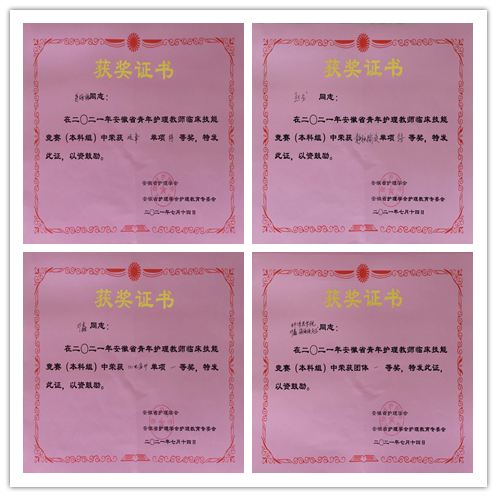 获奖证书
同志：
在二〇二一年安徽省青年护理教师临床技能
竞赛（本科组）中荣获 单项 等奖，特发
此证，以资鼓励。
安徽省护理学会
安徽省护理学会护理教育专委会
二〇二一年七月十四日
获奖证书
同志：
在二〇二一年安徽省青年护理教师临床技能
竞赛（本科组）中荣获 单项 等奖，特发
此证，以资鼓励。
安徽省护理学会
安徽省护理学会护理教育专委会
二〇二一年七月十四日
获奖证书
同志：
在二〇二一年安徽省青年护理教师临床技能
竞赛（本科组）中荣获 单项 一 等奖，特发
此证，以资鼓励。
安徽省护理学会
安徽省护理学会护理教育专委会
二〇二一年七月十四日
获奖证书
同志：
在二〇二一年安徽省青年护理教师临床技能
竞赛（本科组）中荣获团体 一 等奖，特发此证，
以资鼓励。
安徽省护理学会
安徽省护理学会护理教育专委会
二〇二一年七月十四日